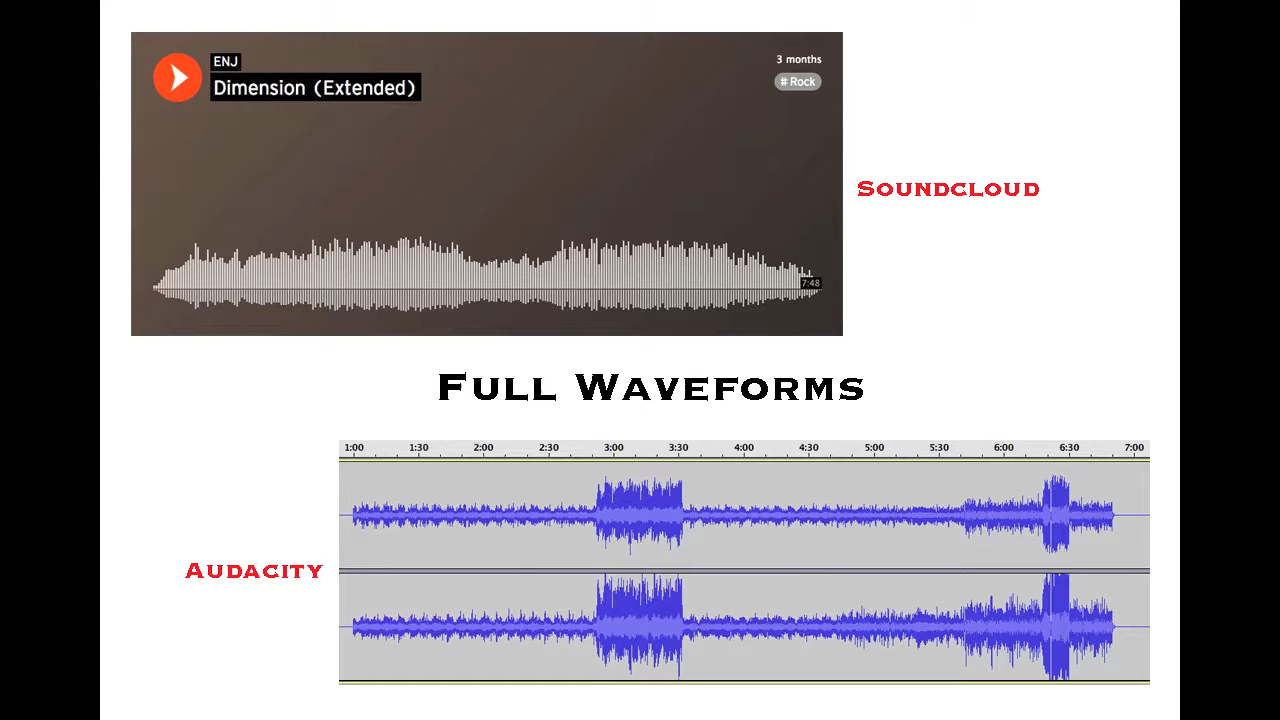 ENJ
3 months
Dimension (Extended)
# Rock
7:48
Soundcloud
Full Waveforms
1:00 1:30 2:00 2:30 3:00 3:30 4:00 4:30 5:00 5:30 6:00 6:30 7:00
Audacity